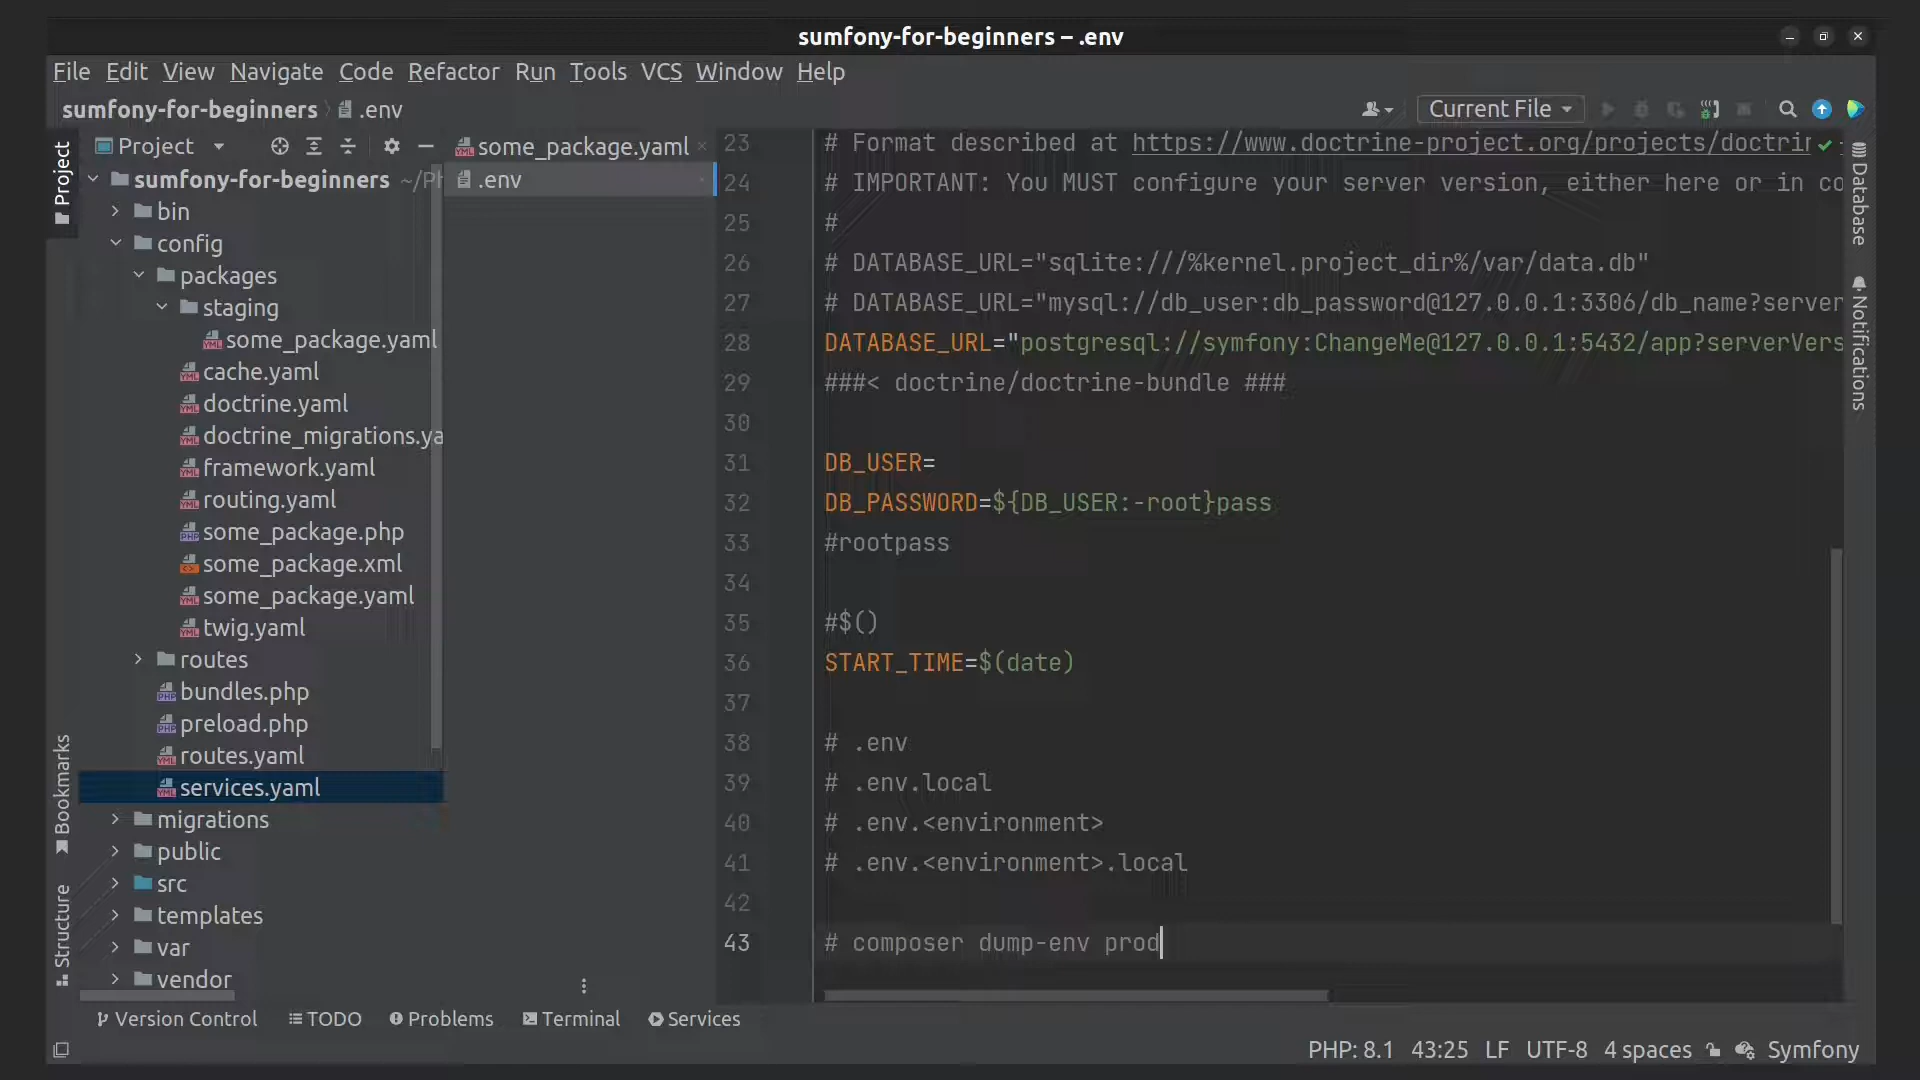 sumfony-for-beginners – .env
File Edit View Navigate Code Refactor Run Tools VCS Window Help
sumfony-for-beginners .env
Current File
Project
Project
some_package.yaml
.env
sumfony-for-beginners
bin
config
packages
staging
some_package.yaml
cache.yaml
doctrine.yaml
doctrine_migrations.ya
framework.yaml
routing.yaml
some_package.php
some_package.xml
some_package.yaml
twig.yaml
routes
bundles.php
preload.php
routes.yaml
services.yaml
migrations
public
src
templates
var
vendor
Bookmarks
Structure
23 # Format described at https://www.doctrine-project.org/projects/doctrin
24 # IMPORTANT: You MUST configure your server version, either here or in co
25 #
26 # DATABASE_URL="sqlite:///%kernel.project_dir%/var/data.db"
27 # DATABASE_URL="mysql://db_user:db_password@127.0.0.1:3306/db_name?server
28 DATABASE_URL="postgresql://symfony:ChangeMe@127.0.0.1:5432/app?serverVers
29 ###< doctrine/doctrine-bundle ###
30
31 DB_USER=
32 DB_PASSWORD=${DB_USER:-root}pass
33 #rootpass
34
35 #$()
36 START_TIME=$(date)
37
38 # .env
39 # .env.local
40 # .env.<environment>
41 # .env.<environment>.local
42
43 # composer dump-env prod
Database
Notifications
Version Control TODO Problems Terminal Services
PHP: 8.1 43:25 LF UTF-8 4 spaces Symfony